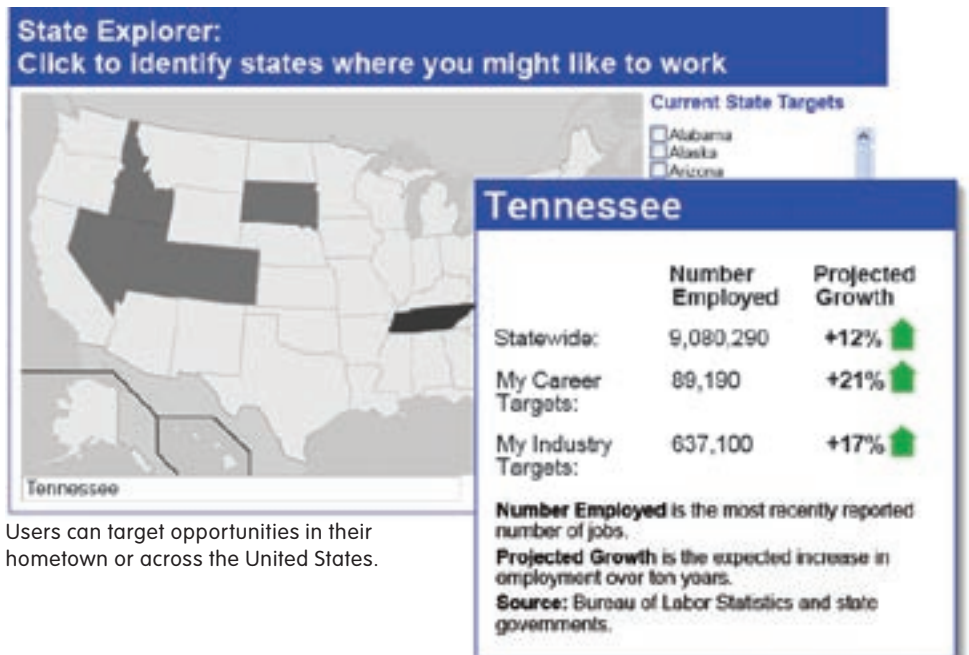 State Explorer:
Click to identify states where you might like to work
Current State Targets
Alabama
Alaska
Arizona
Tennessee
Number Employed
Projected Growth
Statewide: 9,080,290 +12%
My Career Targets: 89,190 +21%
My Industry Targets: 637,100 +17%
Number Employed is the most recently reported
number of jobs.
Projected Growth is the expected increase in
employment over ten years.
Source: Bureau of Labor Statistics and state
governments.
Tennessee
Users can target opportunities in their
hometown or across the United States.